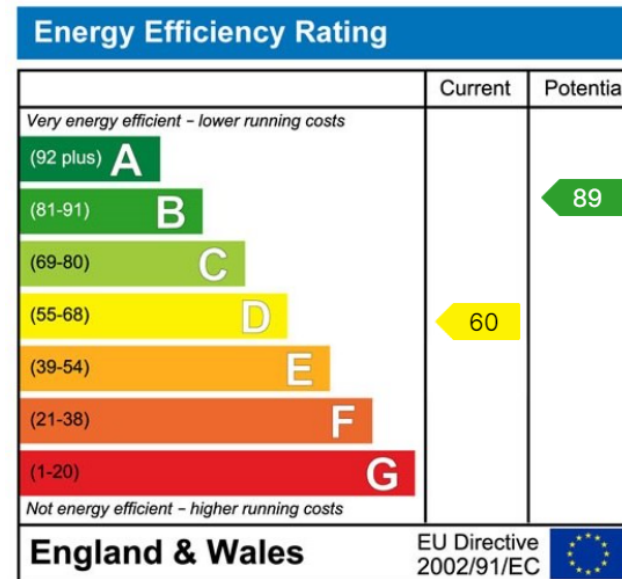 Energy Efficiency Rating
Current Potentia
Very energy efficient – lower running costs
(92 plus) A
(81-91) B
89
(69-80) C
(55-68) D
60
(39-54) E
(21-38) F
(1-20) G
Not energy efficient – higher running costs
England & Wales
EU Directive
2002/91/EC